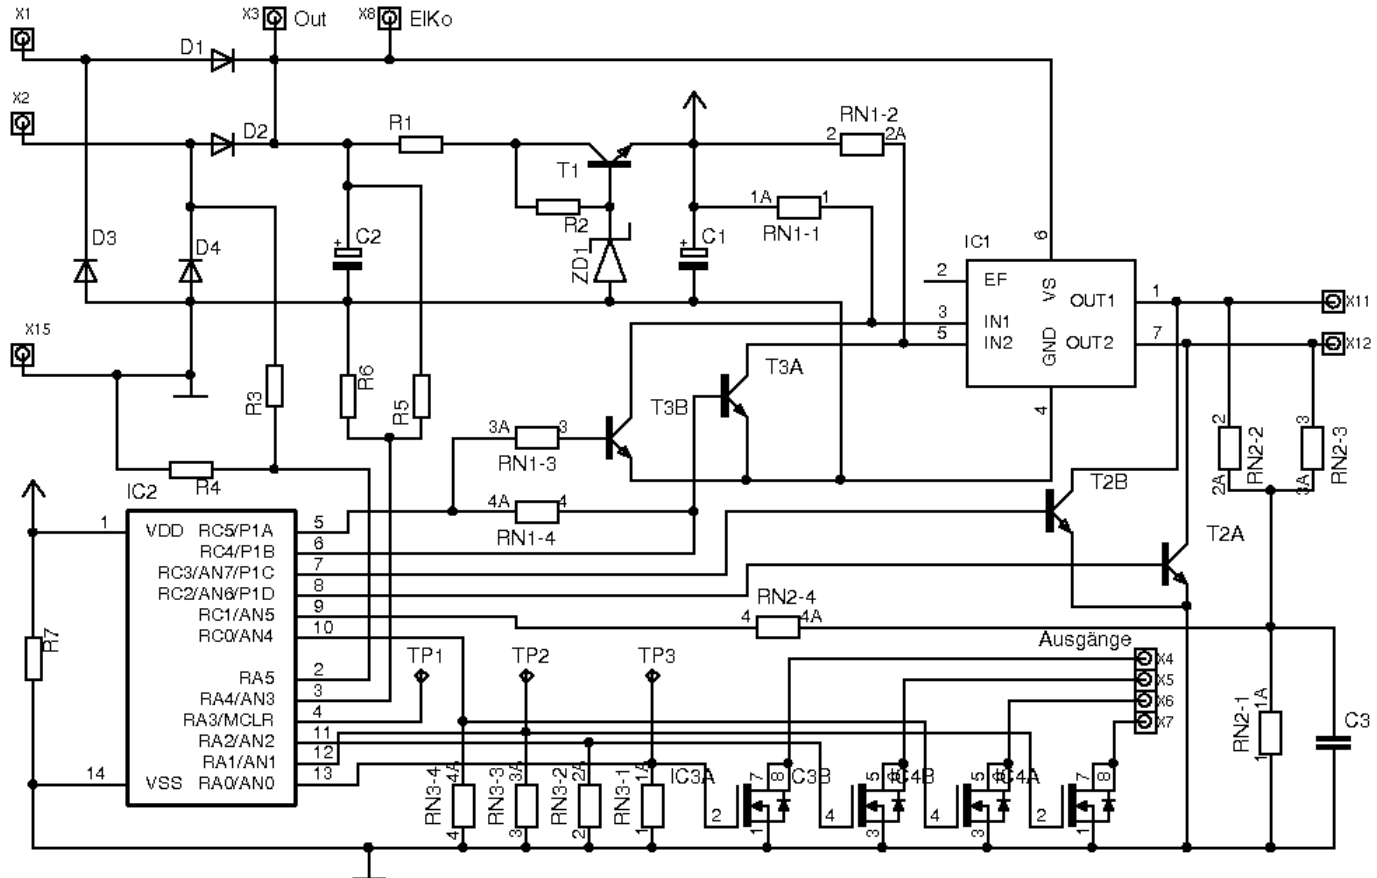 X1
X3 Out
X8 ElKo
D1
X2
D2
R1
RN1-2
2 2A
T1
R2
1A 1
RN1-1
D3
D4
+ C2
ZD1
+ C1
IC1
6
2 EF
VS
OUT1 1
X11
3 IN1
5 IN2
GND
OUT2 7
X12
4
X15
R3
R6
R5
T3A
T3B
3A 3
RN1-3
4A 4
RN1-4
R4
T2B
T2A
2
RN2-2
2A
3
RN2-3
3A
IC2
1 VDD RC5/P1A 5
RC4/P1B 6
RC3/AN7/P1C 7
RC2/AN6/P1D 8
RC1/AN5 9
RC0/AN4 10
RA5 2
RA4/AN3 3
RA3/MCLR 4
RA2/AN2 11
RA1/AN1 12
14 VSS RA0/AN0 13
R7
RN2-4
4 4A
Ausgänge
X4
X5
X6
X7
TP1
TP2
TP3
RN2-1
1A
1
C3
RN3-4
4A
4
RN3-3
3A
3
RN3-2
2A
2
RN3-1
1A
1
IC3A
2 7 8 1
C3B
4 5 3
IC4B
4 5 3
IC4A
2 7 8 1